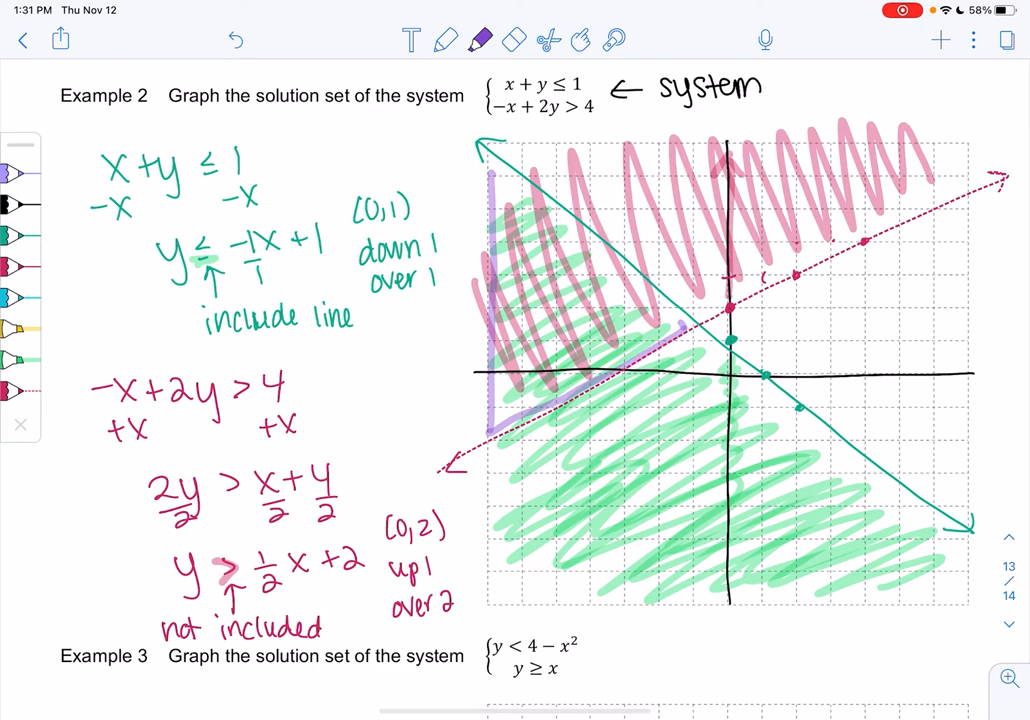 1:31 PM Thu Nov 12
58%
T
Example 2 Graph the solution set of the system
x + y ≤ 1
−x + 2y > 4
← system
x + y ≤ 1
-x -x
y ≤ -1x + 1
1
(0,1)
down 1
over 1
include line
-x + 2y > 4
+x +x
2y > x + 4
2 2 2
y > 1/2 x + 2
(0,2)
up 1
over 2
not included
13
/
14
Example 3 Graph the solution set of the system
y < 4 − x²
y ≥ x